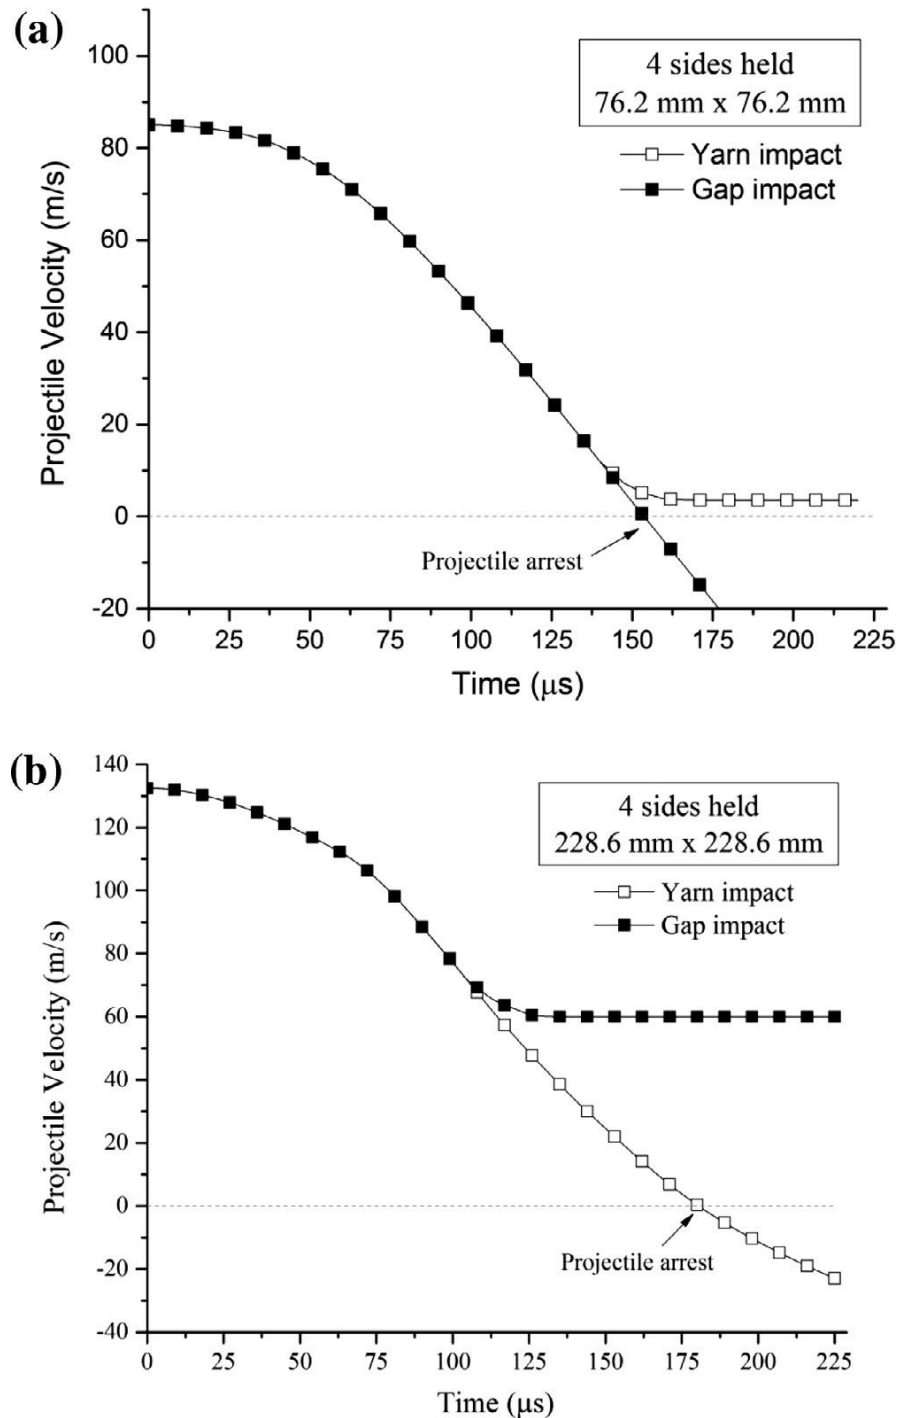 (a)
4 sides held
76.2 mm x 76.2 mm
Yarn impact
Gap impact
Projectile Velocity (m/s)
100
80
60
40
20
0
-20
Projectile arrest
0 25 50 75 100 125 150 175 200 225
Time (μs)
(b)
4 sides held
228.6 mm x 228.6 mm
Yarn impact
Gap impact
Projectile Velocity (m/s)
140
120
100
80
60
40
20
0
-20
-40
Projectile arrest
0 25 50 75 100 125 150 175 200 225
Time (μs)